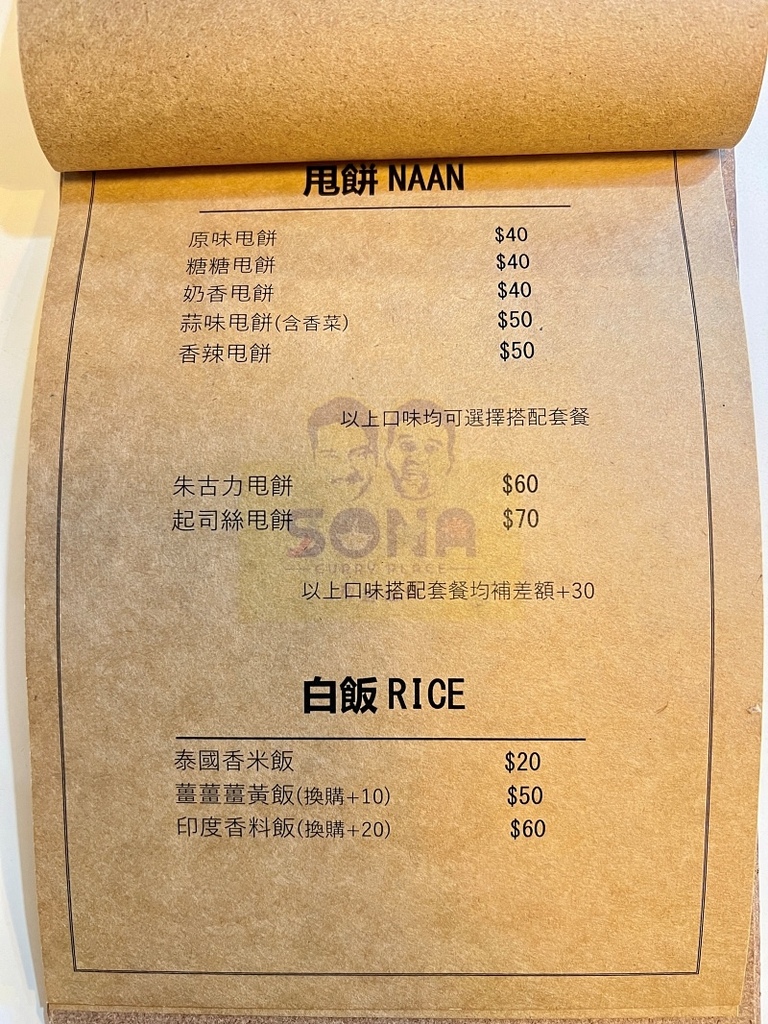 甩餅 NAAN
原味甩餅 $40
糖糖甩餅 $40
奶香甩餅 $40
蒜味甩餅(含香菜) $50
香辣甩餅 $50
以上口味均可選擇搭配套餐
朱古力甩餅 $60
起司絲甩餅 $70
SONA
CURRY PLACE
以上口味搭配套餐均補差額+30
白飯 RICE
泰國香米飯 $20
薑薑薑黃飯(換購+10) $50
印度香料飯(換購+20) $60